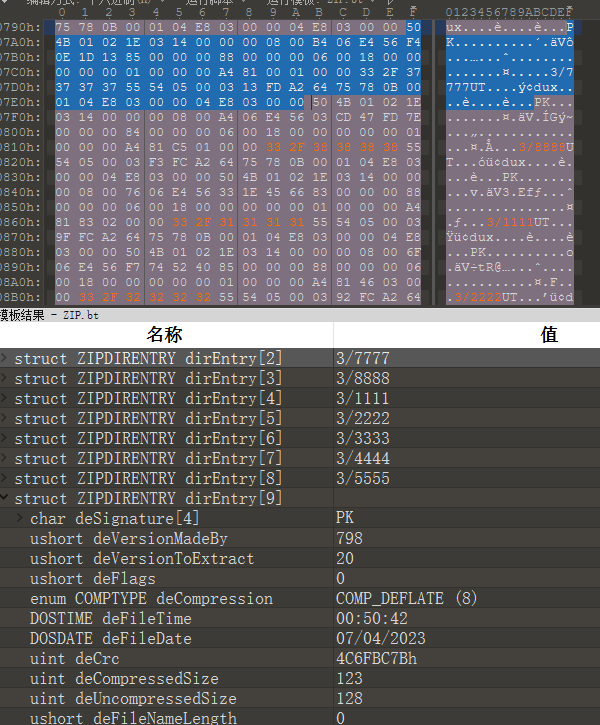 编辑方式: 十六进制(H) 运行脚本 运行模板: ZIP.bt
0 1 2 3 4 5 6 7 8 9 A B C D E F 0123456789ABCDEF
0790h: 75 78 0B 00 01 04 E8 03 00 00 04 E8 03 00 00 50 ux....è....è...P
07A0h: 4B 01 02 1E 03 14 00 00 00 08 00 B4 06 E4 56 F4 K..........´.äVô
07B0h: 0E 1D 13 85 00 00 00 88 00 00 00 06 00 18 00 00 ...…...ˆ........
07C0h: 00 00 00 01 00 00 00 A4 81 00 00 00 00 33 2F 37 .......¤.....3/7
07D0h: 37 37 37 55 54 05 00 03 13 FD A2 64 75 78 0B 00 777UT....ý¢dux..
07E0h: 01 04 E8 03 00 00 04 E8 03 00 00 50 4B 01 02 1E ..è....è...PK...
07F0h: 03 14 00 00 00 08 00 A4 06 E4 56 03 CD 47 FD 7E .......¤.äV.ÍGý~
0800h: 00 00 00 84 00 00 00 06 00 18 00 00 00 00 00 01 ...„............
0810h: 00 00 00 A4 81 C5 01 00 00 33 2F 38 38 38 38 55 ...¤.Å...3/8888U
0820h: 54 05 00 03 F3 FC A2 64 75 78 0B 00 01 04 E8 03 T...óü¢dux....è.
0830h: 00 00 04 E8 03 00 00 50 4B 01 02 1E 03 14 00 00 ...è...PK.......
0840h: 00 08 00 76 06 E4 56 33 1E 45 66 83 00 00 00 88 ...v.äV3.Efƒ...ˆ
0850h: 00 00 00 06 00 18 00 00 00 00 00 01 00 00 00 A4 ...............¤
0860h: 81 83 02 00 00 33 2F 31 31 31 31 55 54 05 00 03 .ƒ...3/1111UT...
0870h: 9F FC A2 64 75 78 0B 00 01 04 E8 03 00 00 04 E8 Ÿü¢dux....è....è
0880h: 03 00 00 50 4B 01 02 1E 03 14 00 00 00 08 00 6F ...PK..........o
0890h: 06 E4 56 F7 74 52 40 85 00 00 00 88 00 00 00 06 .äV÷tR@…...ˆ....
08A0h: 00 18 00 00 00 00 00 01 00 00 00 A4 81 46 03 00 ...........¤.F..
08B0h: 00 33 2F 32 32 32 32 55 54 05 00 03 92 FC A2 64 .3/2222UT...’ü¢d
模板结果 - ZIP.bt
名称 值
struct ZIPDIRENTRY dirEntry[2] 3/7777
struct ZIPDIRENTRY dirEntry[3] 3/8888
struct ZIPDIRENTRY dirEntry[4] 3/1111
struct ZIPDIRENTRY dirEntry[5] 3/2222
struct ZIPDIRENTRY dirEntry[6] 3/3333
struct ZIPDIRENTRY dirEntry[7] 3/4444
struct ZIPDIRENTRY dirEntry[8] 3/5555
struct ZIPDIRENTRY dirEntry[9]
char deSignature[4] PK
ushort deVersionMadeBy 798
ushort deVersionToExtract 20
ushort deFlags 0
enum COMPTYPE deCompression COMP_DEFLATE (8)
DOSTIME deFileTime 00:50:42
DOSDATE deFileDate 07/04/2023
uint deCrc 4C6FBC7Bh
uint deCompressedSize 123
uint deUncompressedSize 128
ushort deFileNameLength 0